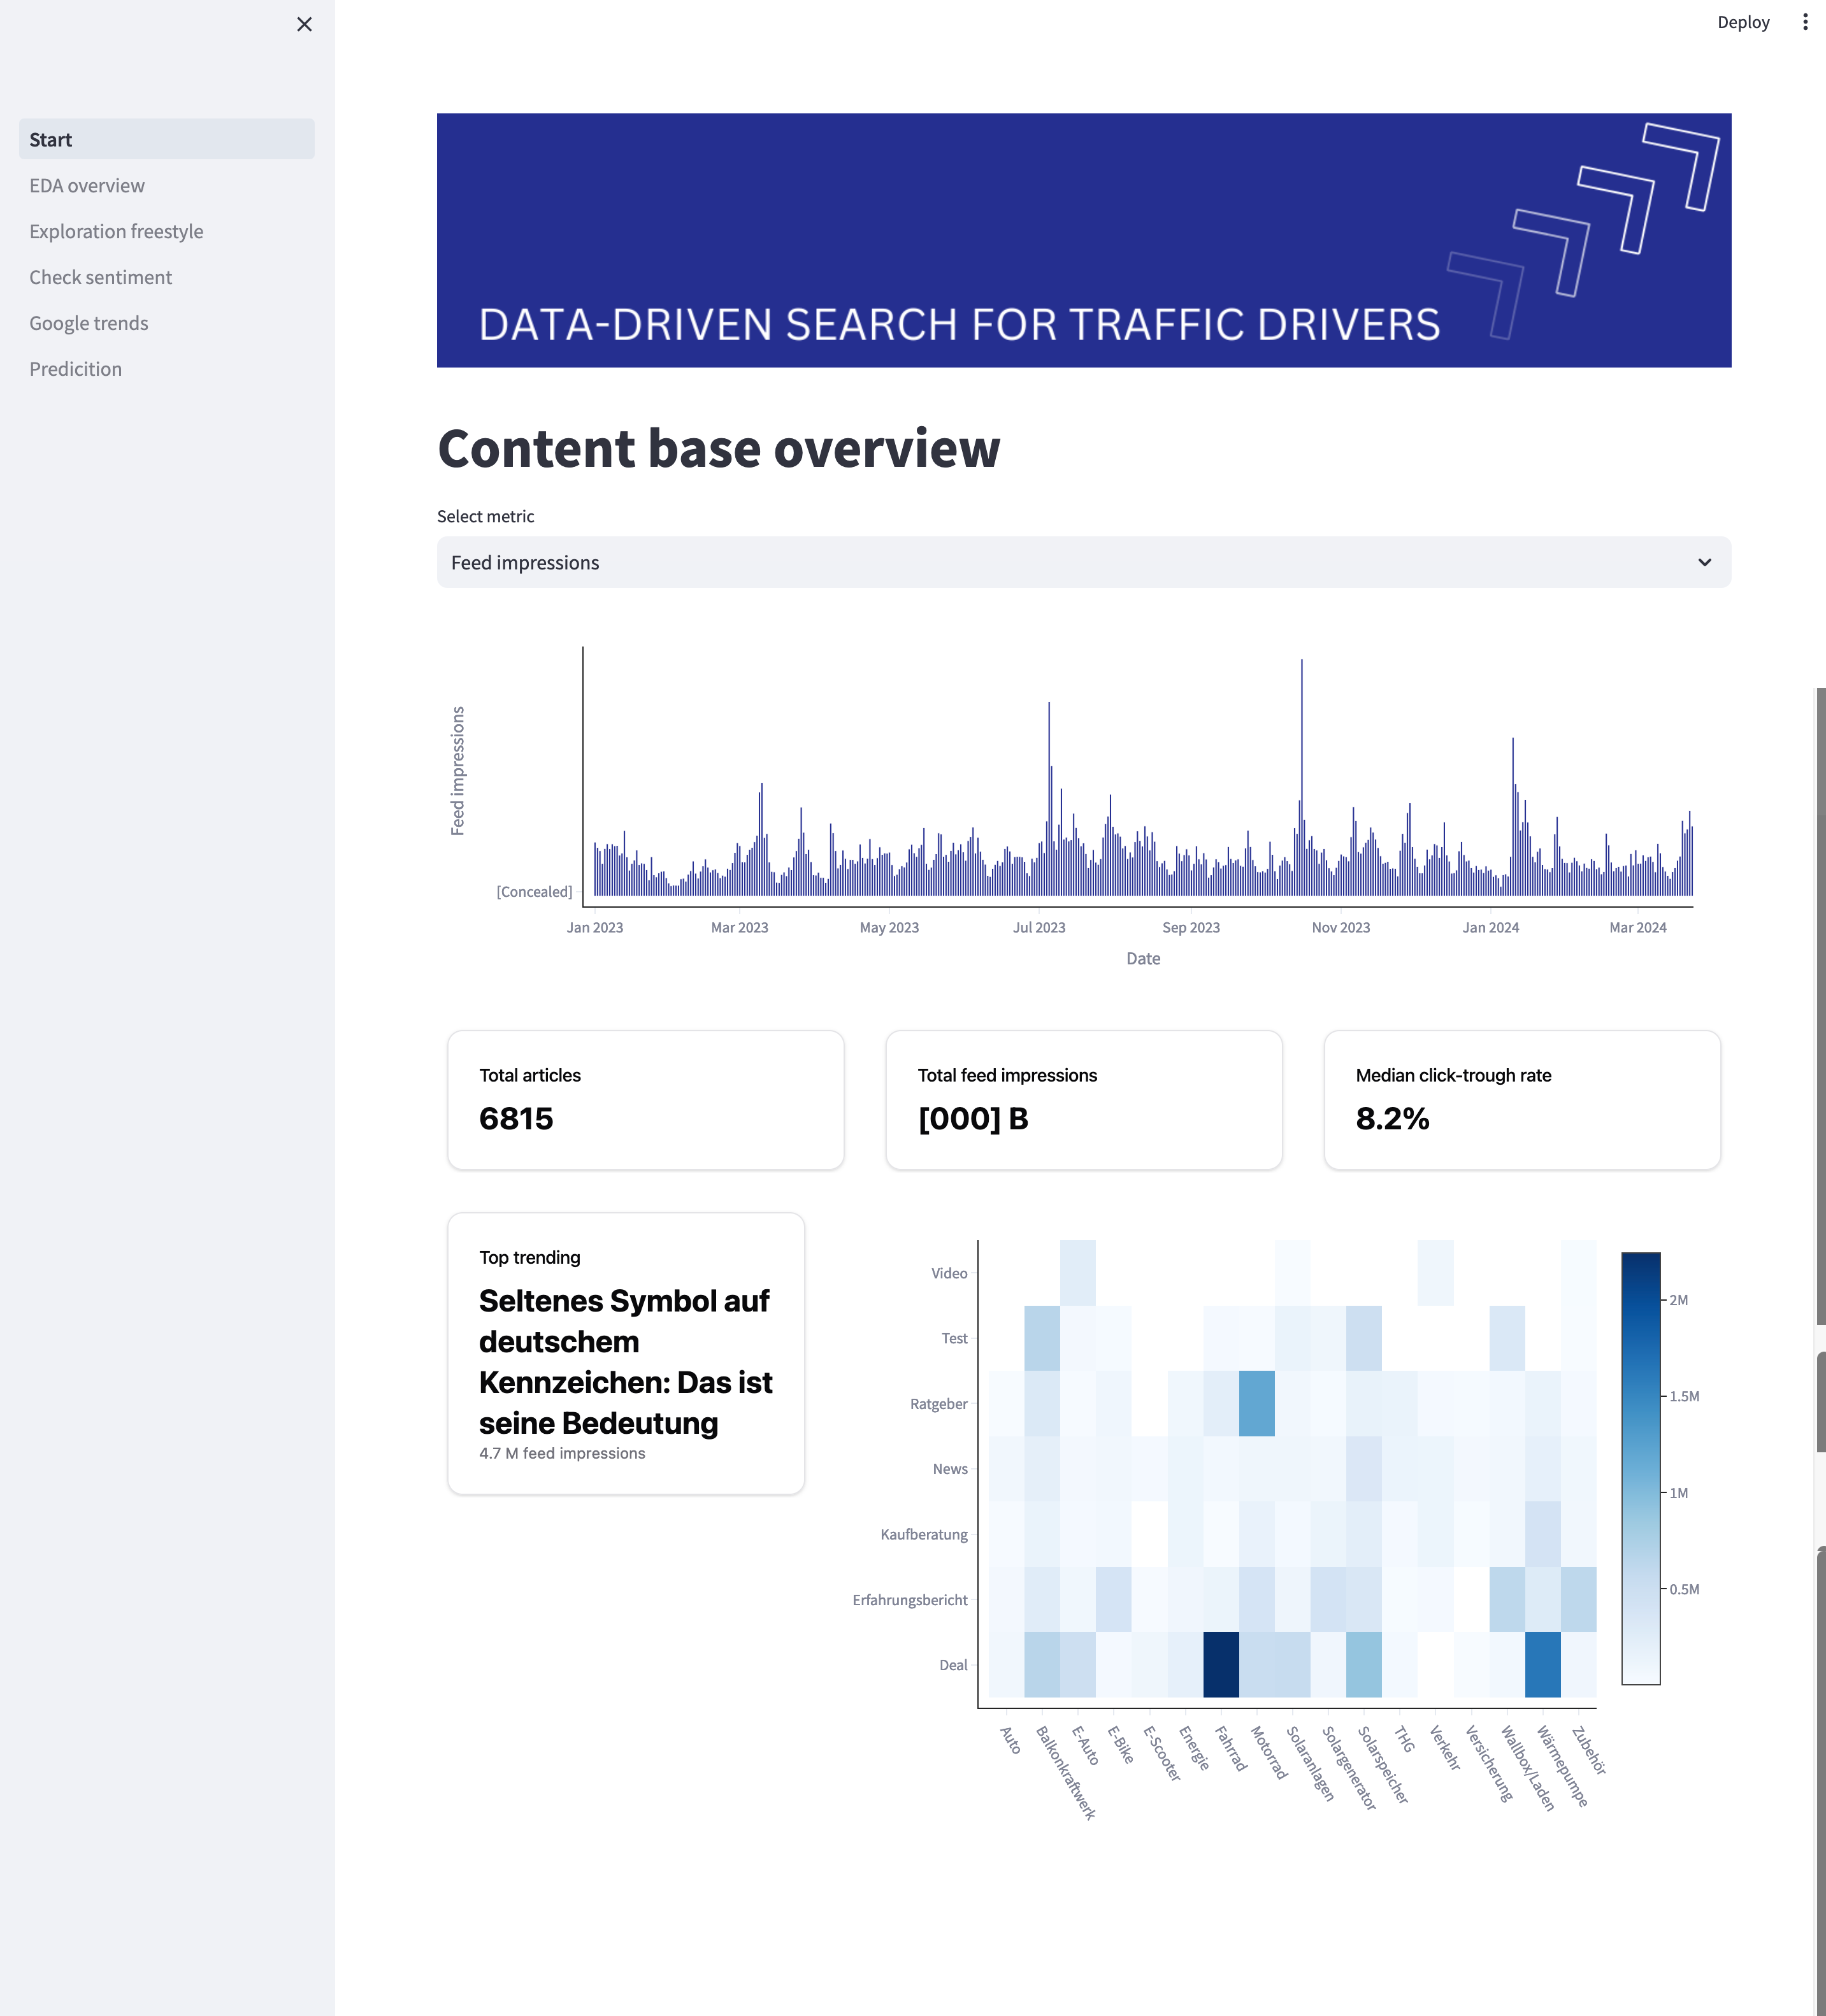 Deploy
Start
EDA overview
Exploration freestyle
Check sentiment
Google trends
Predicition
DATA-DRIVEN SEARCH FOR TRAFFIC DRIVERS
Content base overview
Select metric
Feed impressions
Feed impressions
[Concealed]
Jan 2023 Mar 2023 May 2023 Jul 2023 Sep 2023 Nov 2023 Jan 2024 Mar 2024
Date
Total articles
6815
Total feed impressions
[000] B
Median click-trough rate
8.2%
Top trending
Seltenes Symbol auf
deutschem
Kennzeichen: Das ist
seine Bedeutung
4.7 M feed impressions
Video
Test
Ratgeber
News
Kaufberatung
Erfahrungsbericht
Deal
2M
1.5M
1M
0.5M
Auto
Balkonkraftwerk
E-Auto
E-Bike
E-Scooter
Energie
Fahrrad
Motorrad
Solaranlagen
Solargenerator
Solarspeicher
THG
Verkehr
Versicherung
Wallbox/Laden
Wärmepumpe
Zubehör